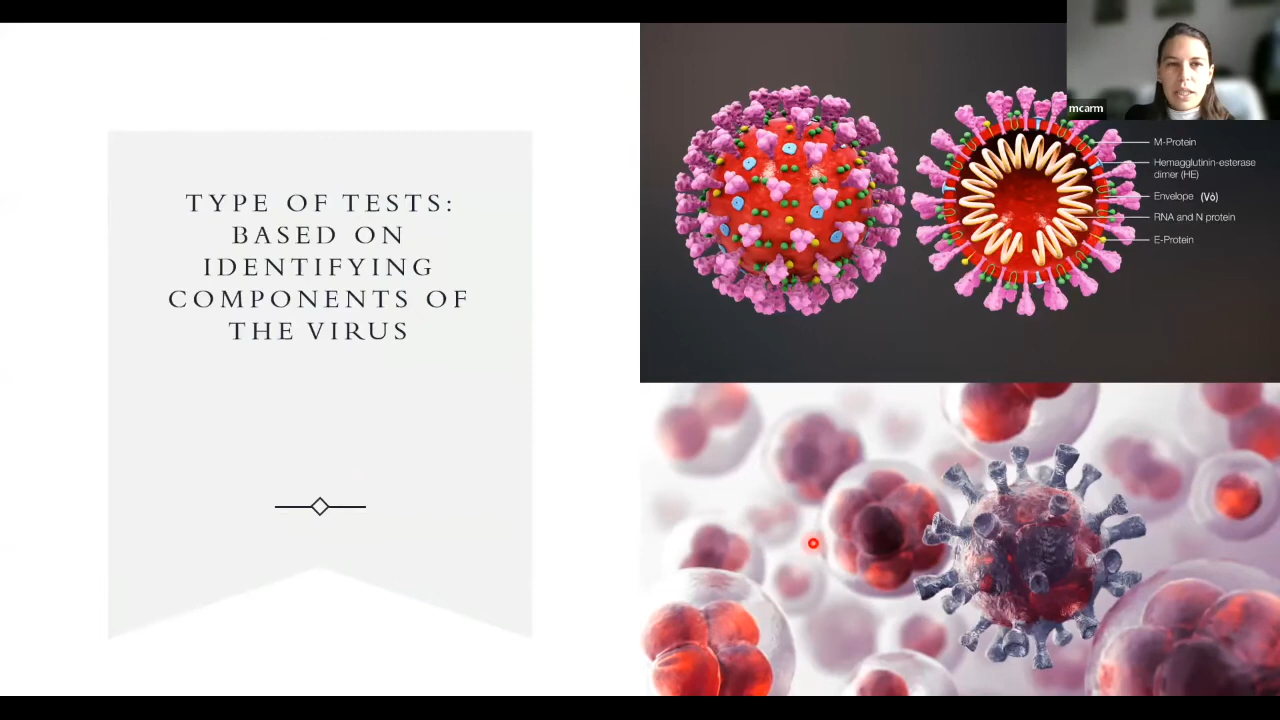 TYPE OF TESTS:
BASED ON
IDENTIFYING
COMPONENTS OF
THE VIRUS
mcarm
M-Protein
Hemagglutinin-esterase
dimer (HE)
Envelope (Vỏ)
RNA and N protein
E-Protein